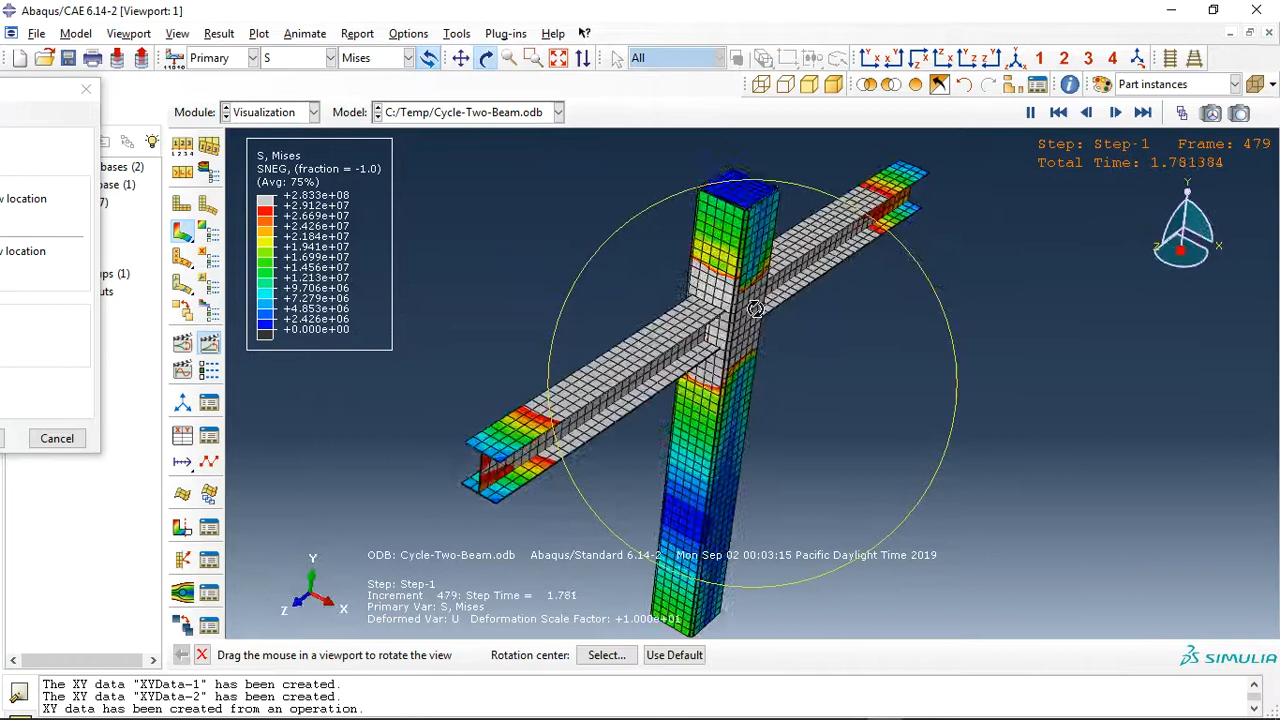 Abaqus/CAE 6.14-2 [Viewport: 1]
File Model Viewport View Result Plot Animate Report Options Tools Plug-ins Help
Primary S Mises All 1 2 3 4
Part instances
Module: Visualization Model: C:/Temp/Cycle-Two-Beam.odb
bases (2)
base (1)
7)
ups (1)
uts
w location
w location
Cancel
S, Mises
SNEG, (fraction = -1.0)
(Avg: 75%)
+2.833e+08
+2.912e+07
+2.669e+07
+2.426e+07
+2.184e+07
+1.941e+07
+1.699e+07
+1.456e+07
+1.213e+07
+9.706e+06
+7.279e+06
+4.853e+06
+2.426e+06
+0.000e+00
Step: Step-1 Frame: 479
Total Time: 1.781384
Y
Z X
ODB: Cycle-Two-Beam.odb Abaqus/Standard 6.14-2 Mon Sep 02 00:03:15 Pacific Daylight Time 2019
Y
Z X
Step: Step-1
Increment 479: Step Time = 1.781
Primary Var: S, Mises
Deformed Var: U Deformation Scale Factor: +1.000e+01
Drag the mouse in a viewport to rotate the view Rotation center: Select... Use Default
SIMULIA
The XY data "XYData-1" has been created.
The XY data "XYData-2" has been created.
XY data has been created from an operation.